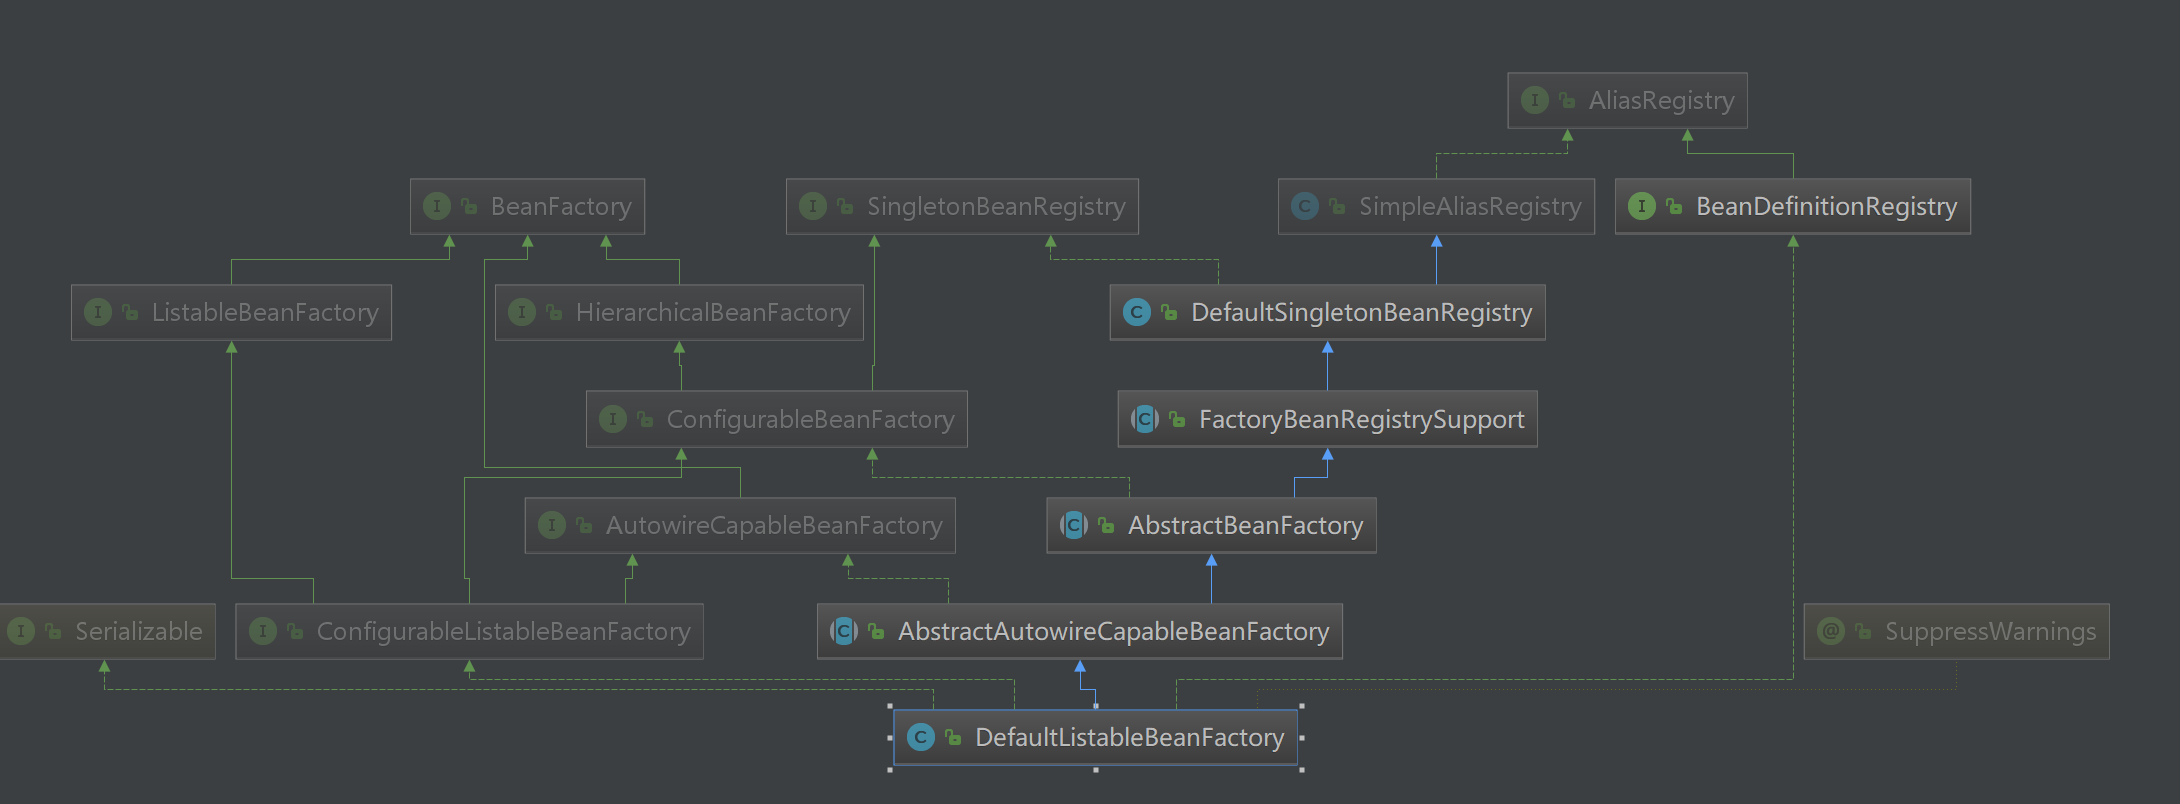 I AliasRegistry
I BeanFactory
I SingletonBeanRegistry
C SimpleAliasRegistry
I BeanDefinitionRegistry
I ListableBeanFactory
I HierarchicalBeanFactory
C DefaultSingletonBeanRegistry
I ConfigurableBeanFactory
C FactoryBeanRegistrySupport
I AutowireCapableBeanFactory
C AbstractBeanFactory
I Serializable
I ConfigurableListableBeanFactory
C AbstractAutowireCapableBeanFactory
@ SuppressWarnings
C DefaultListableBeanFactory